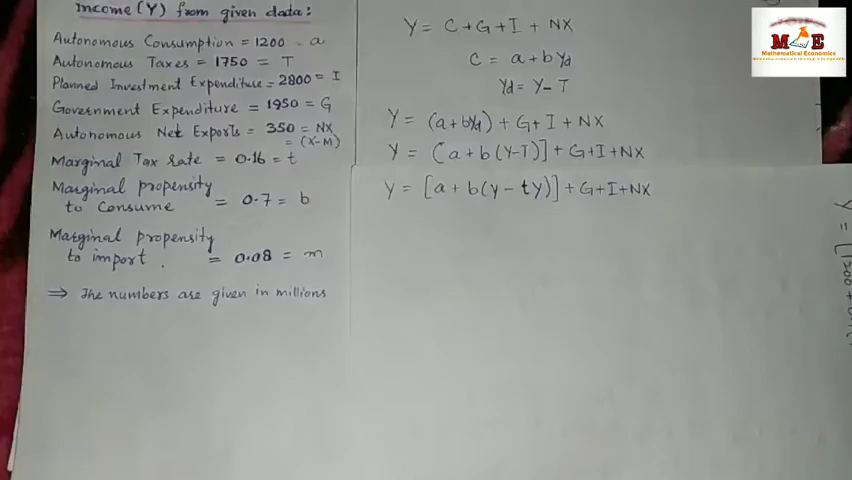 Income (Y) from given data:
Autonomous Consumption = 1200 - a
Autonomous Taxes = 1750 = T
Planned Investment Expenditure = 2800 = I
Government Expenditure = 1950 = G
Autonomous Net Exports = 350 = NX
= (X-M)
Marginal Tax rate = 0.16 = t
Marginal propensity
to Consume = 0.7 = b
Marginal propensity
to import. = 0.08 = m
⇒ The numbers are given in millions
Y = C + G + I + NX
C = a + b Yd
Yd = Y - T
Y = (a + bYd) + G + I + NX
Y = [a + b (Y-T)] + G + I + NX
Y = [a + b(Y - tY)] + G + I + NX
M E
Mathematical Economics
Y = [1200 +